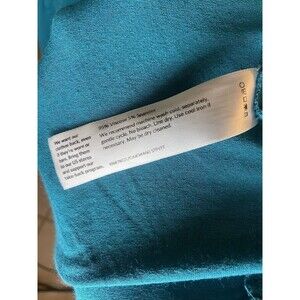 We want our
clothes back, even
if they're worn or
torn. Bring them
to our US stores
and support our
take-back program.
95% Viscose 5% Spandex
We recommend machine wash cold, separately,
gentle cycle. No bleach. Line dry. Use cool iron if
necessary. May be dry cleaned.